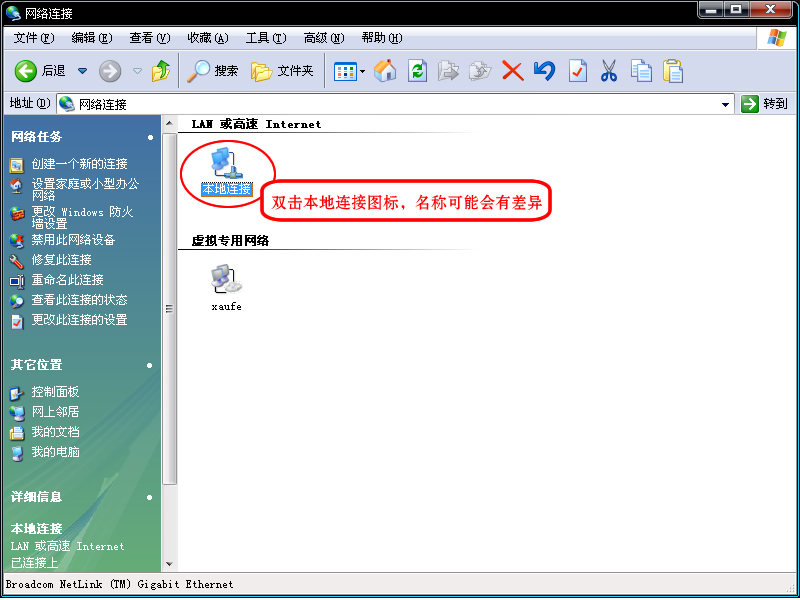 网络连接
文件(F) 编辑(E) 查看(V) 收藏(A) 工具(T) 高级(N) 帮助(H)
后退 搜索 文件夹
地址(D) 网络连接 转到
网络任务
创建一个新的连接
设置家庭或小型办公
网络
更改 Windows 防火
墙设置
禁用此网络设备
修复此连接
重命名此连接
查看此连接的状态
更改此连接的设置
其它位置
控制面板
网上邻居
我的文档
我的电脑
详细信息
本地连接
LAN 或高速 Internet
已连接上
LAN 或高速 Internet
本地连接
双击本地连接图标，名称可能会有差异
虚拟专用网络
xaufe
Broadcom NetLink (TM) Gigabit Ethernet